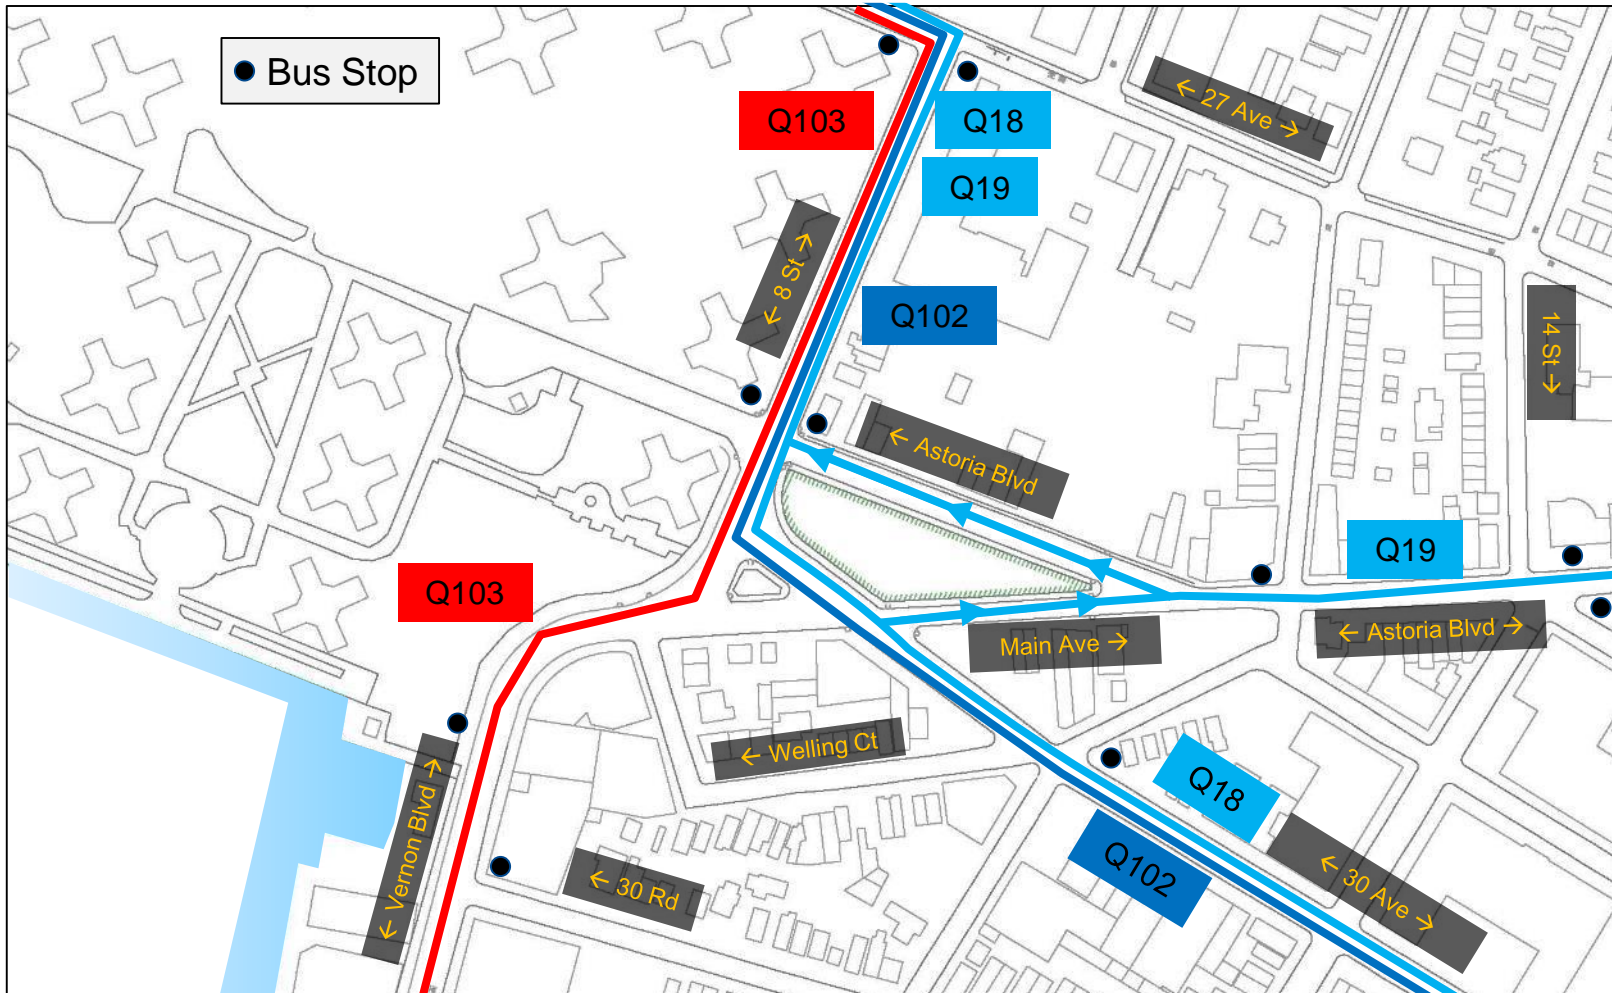 Bus Stop
Q103
Q18
← 27 Ave →
Q19
← 8 St →
Q102
14 St →
← Astoria Blvd
Q19
Q103
← Astoria Blvd →
Main Ave →
← Welling Ct
Q18
← Vernon Blvd →
Q102
← 30 Rd
← 30 Ave →